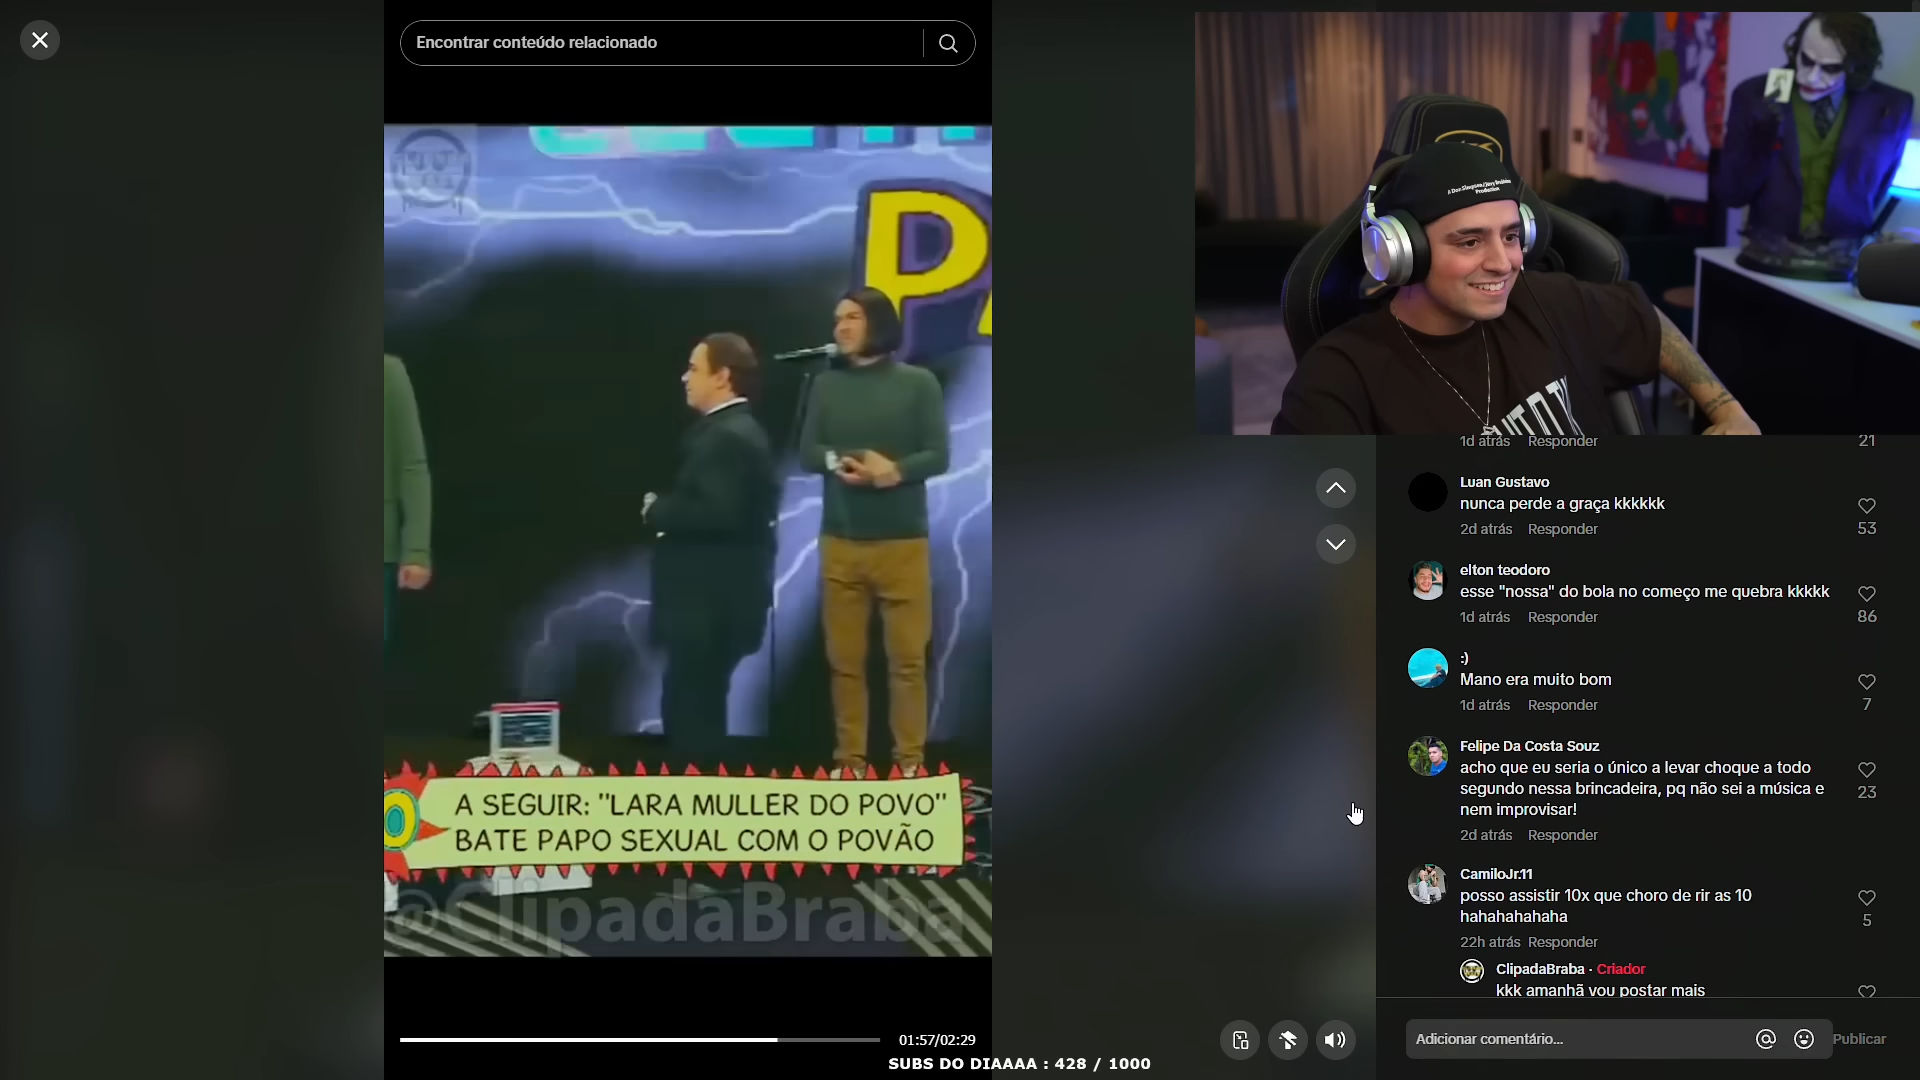 Encontrar conteúdo relacionado
A SEGUIR: "LARA MULLER DO POVO"
BATE PAPO SEXUAL COM O POVÃO
@ClipadaBraba
01:57/02:29
SUBS DO DIAAAA : 428 / 1000
1d atrás Responder
21
Luan Gustavo
nunca perde a graça kkkkkk
2d atrás Responder
53
elton teodoro
esse "nossa" do bola no começo me quebra kkkkk
1d atrás Responder
86
:)
Mano era muito bom
1d atrás Responder
7
Felipe Da Costa Souz
acho que eu seria o único a levar choque a todo
segundo nessa brincadeira, pq não sei a música e
nem improvisar!
2d atrás Responder
23
CamiloJr.11
posso assistir 10x que choro de rir as 10
hahahahahaha
22h atrás Responder
5
ClipadaBraba · Criador
kkk amanhã vou postar mais
Adicionar comentário...
Publicar